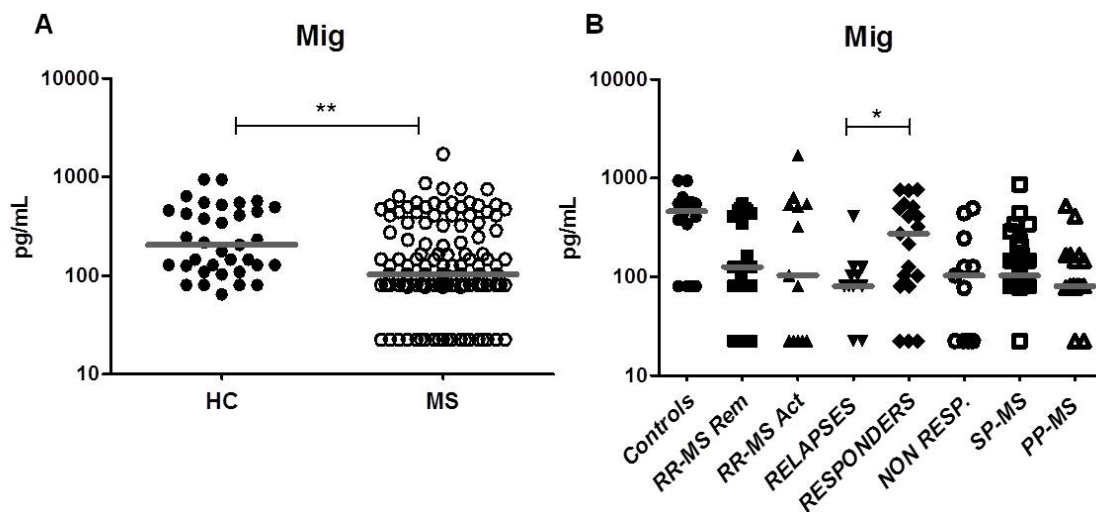 A
Mig
10000
1000
100
10
pg/mL
**
HC
MS
B
Mig
10000
1000
100
10
pg/mL
*
Controls
RR-MS Rem
RR-MS Act
RELAPSES
RESPONDERS
NON RESP.
SP-MS
PP-MS